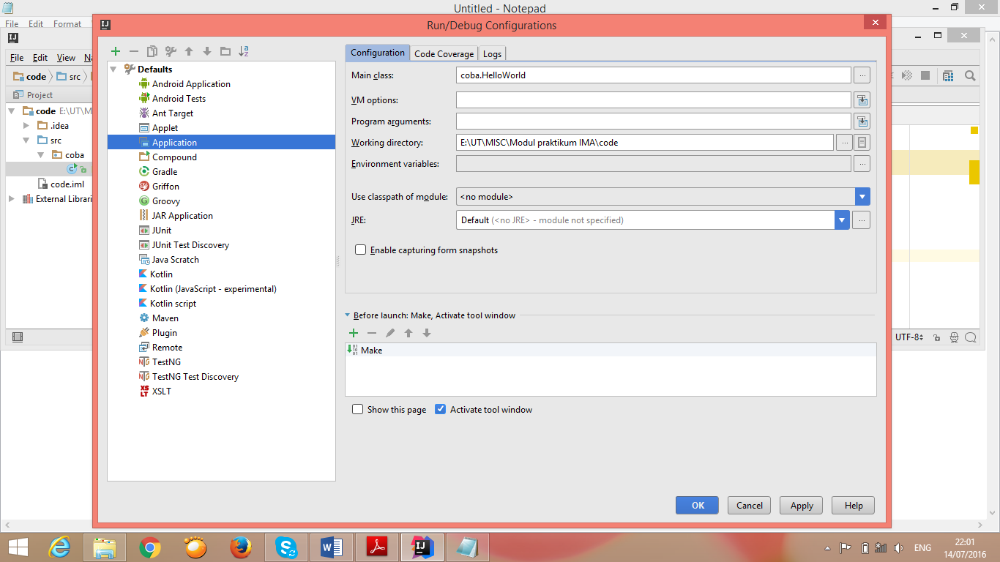 Untitled - Notepad
File Edit Format
Run/Debug Configurations
File Edit View
code src
Project
code E:\UT\M
.idea
src
coba
code.iml
External Librari
Defaults
Android Application
Android Tests
Ant Target
Applet
Application
Compound
Gradle
Griffon
Groovy
JAR Application
JUnit
JUnit Test Discovery
Java Scratch
Kotlin
Kotlin (JavaScript - experimental)
Kotlin script
Maven
Plugin
Remote
TestNG
TestNG Test Discovery
XSLT
Configuration Code Coverage Logs
Main class: coba.HelloWorld
VM options:
Program arguments:
Working directory: E:\UT\MISC\Modul praktikum IMA\code
Environment variables:
Use classpath of module: <no module>
JRE: Default (<no JRE> - module not specified)
Enable capturing form snapshots
Before launch: Make, Activate tool window
Make
Show this page Activate tool window
OK Cancel Apply Help
UTF-8
ENG
22:01
14/07/2016